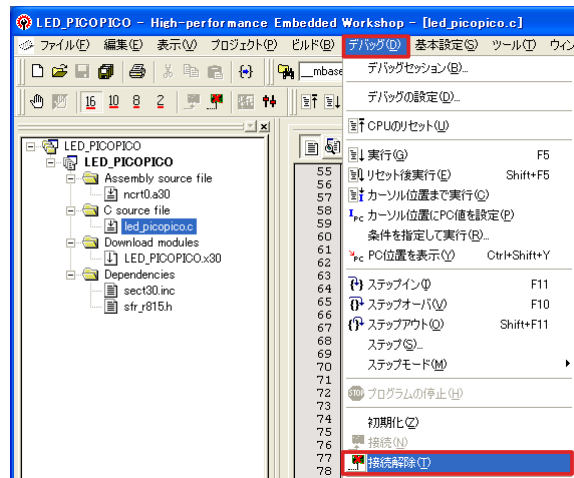 LED_PICOPICO - High-performance Embedded Workshop - [led_picopico.c]
ファイル(F) 編集(E) 表示(V) プロジェクト(P) ビルド(B) デバッグ(D) 基本設定(S) ツール(T) ウィン
__mbase
16 10 8 2
LED_PICOPICO
LED_PICOPICO
Assembly source file
ncrt0.a30
C source file
led_picopico.c
Download modules
LED_PICOPICO.x30
Dependencies
sect30.inc
sfr_r815.h
55
56
57
58
59
60
61
62
63
64
65
66
67
68
69
70
71
72
73
74
75
76
77
78
デバッグセッション(B)...
デバッグの設定(D)...
CPUのリセット(U)
実行(G) F5
リセット後実行(E) Shift+F5
カーソル位置まで実行(C)
カーソル位置にPC値を設定(P)
条件を指定して実行(R)...
PC位置を表示(Y) Ctrl+Shift+Y
ステップイン(I) F11
ステップオーバ(V) F10
ステップアウト(O) Shift+F11
ステップ(S)...
ステップモード(M)
プログラムの停止(H)
初期化(Z)
接続(N)
接続解除(T)